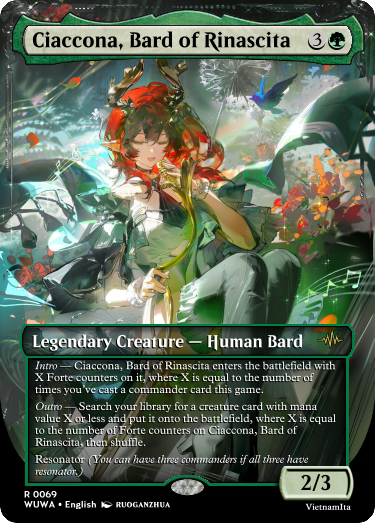 Ciaccona, Bard of Rinascita 3
Legendary Creature — Human Bard
Intro — Ciaccona, Bard of Rinascita enters the battlefield with
X Forte counters on it, where X is equal to the number of
times you've cast a commander card this game.
Outro — Search your library for a creature card with mana
value X or less and put it onto the battlefield, where X is equal
to the number of Forte counters on Ciaccona, Bard of
Rinascita, then shuffle.
Resonator (You can have three commanders if all three have
resonator.)
2/3
R 0069
WUWA • English RUOGANZHUA
VietnamIta